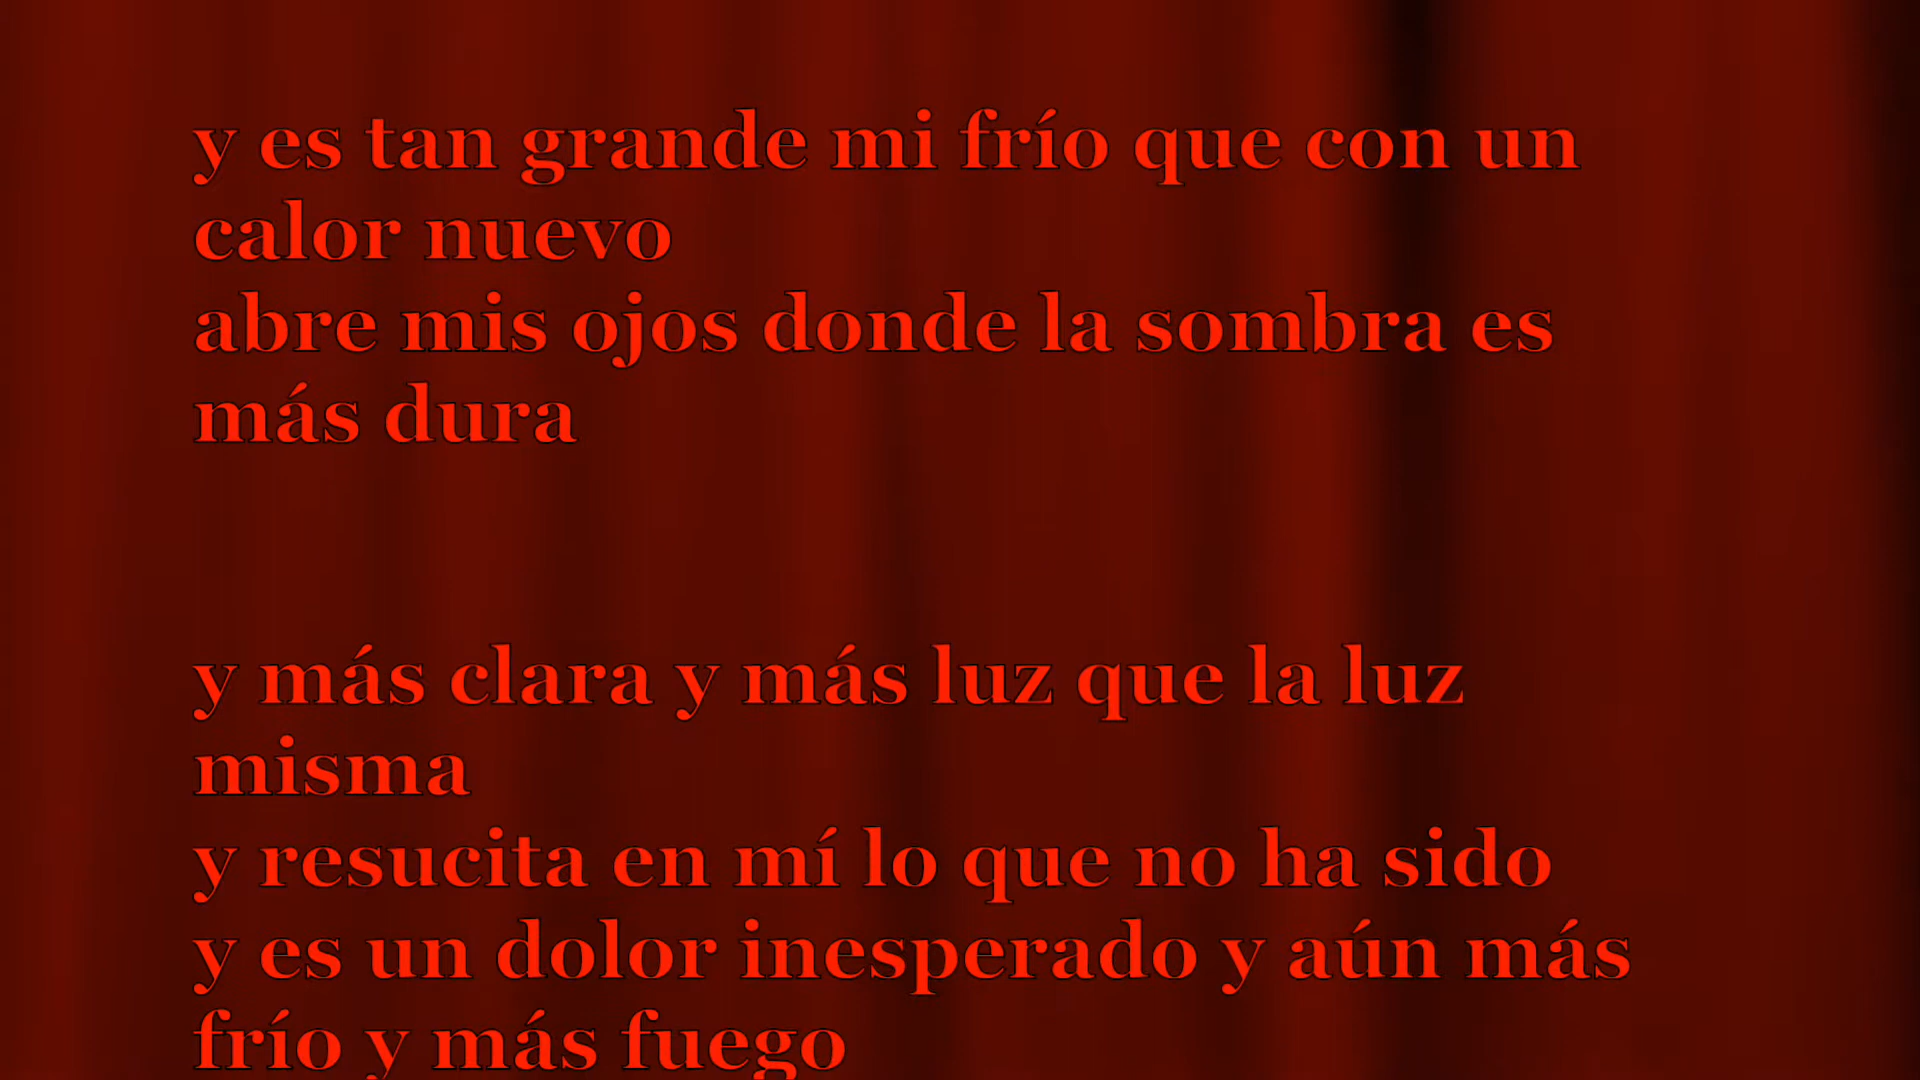 y es tan grande mi frío que con un
calor nuevo
abre mis ojos donde la sombra es
más dura
y más clara y más luz que la luz
misma
y resucita en mí lo que no ha sido
y es un dolor inesperado y aún más
frío y más fuego